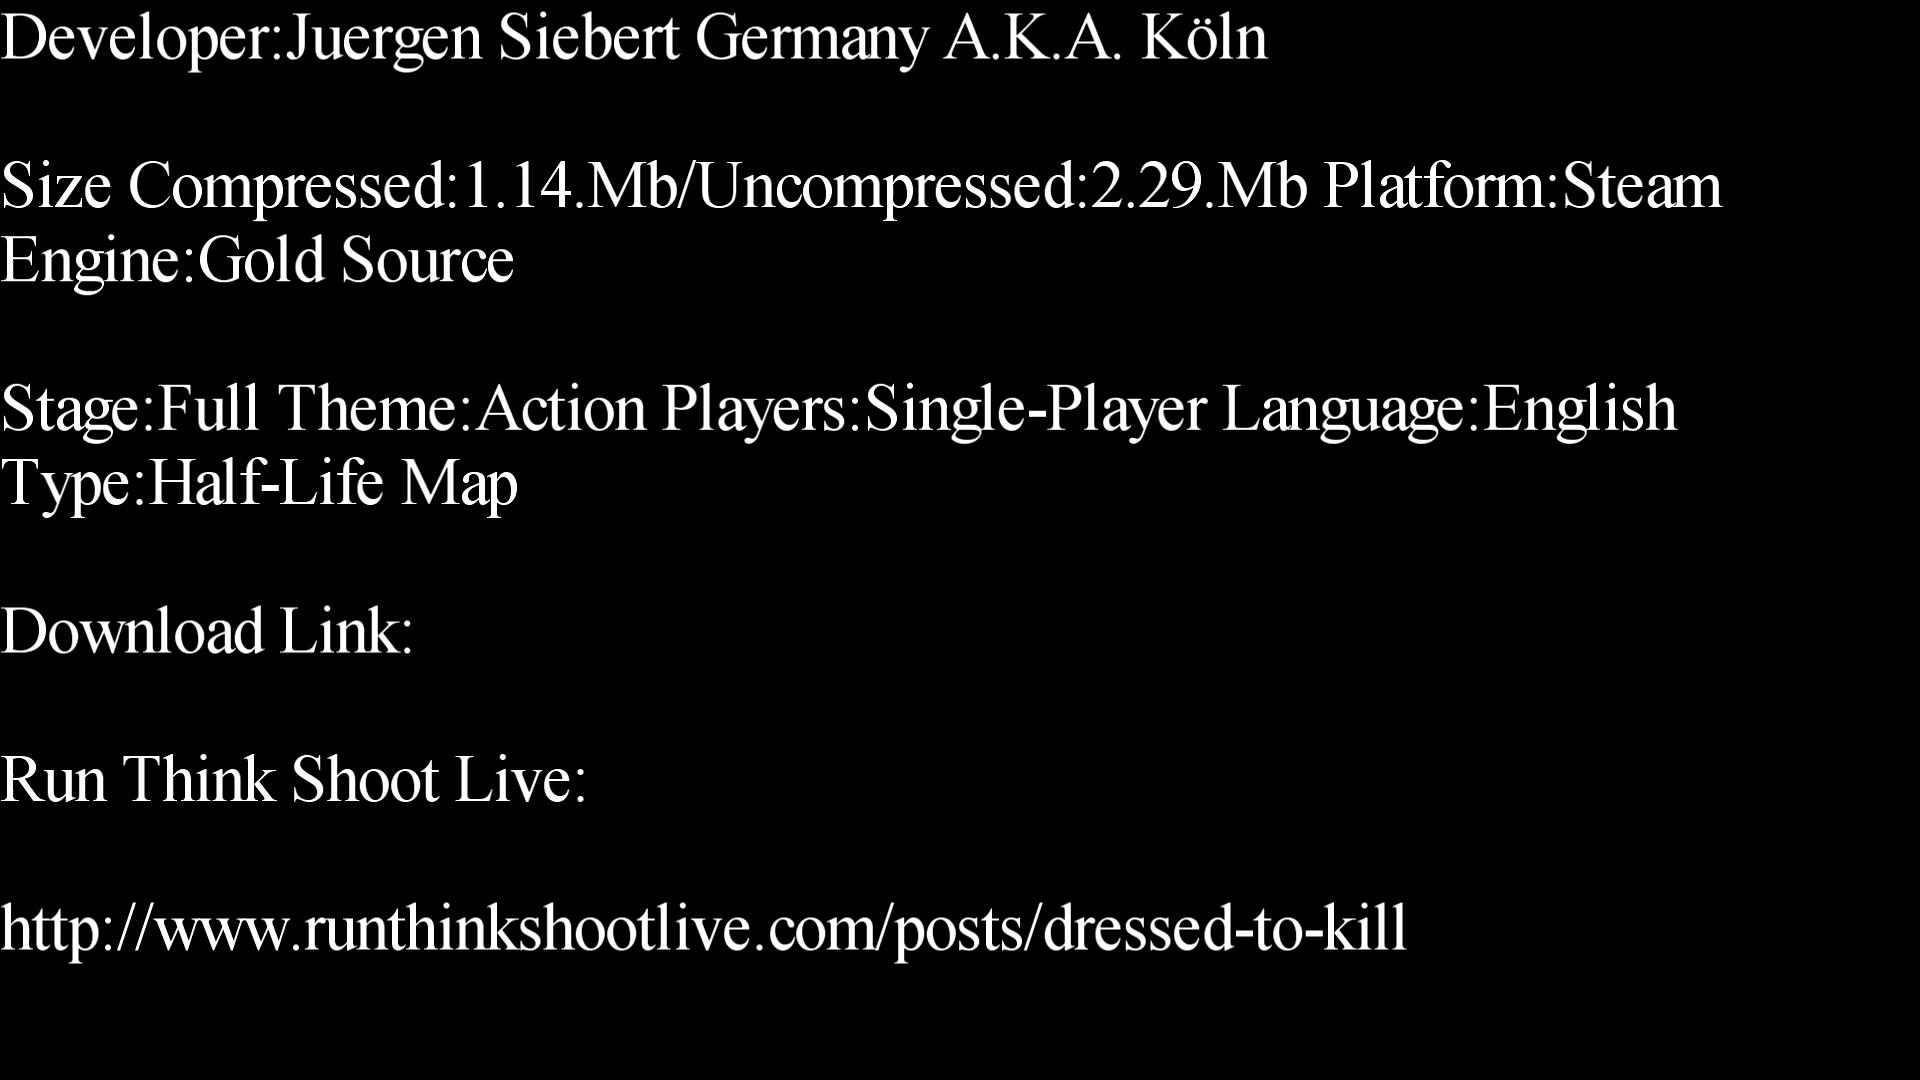 Developer:Juergen Siebert Germany A.K.A. Köln
Size Compressed:1.14.Mb/Uncompressed:2.29.Mb Platform:Steam
Engine:Gold Source
Stage:Full Theme:Action Players:Single-Player Language:English
Type:Half-Life Map
Download Link:
Run Think Shoot Live:
http://www.runthinkshootlive.com/posts/dressed-to-kill